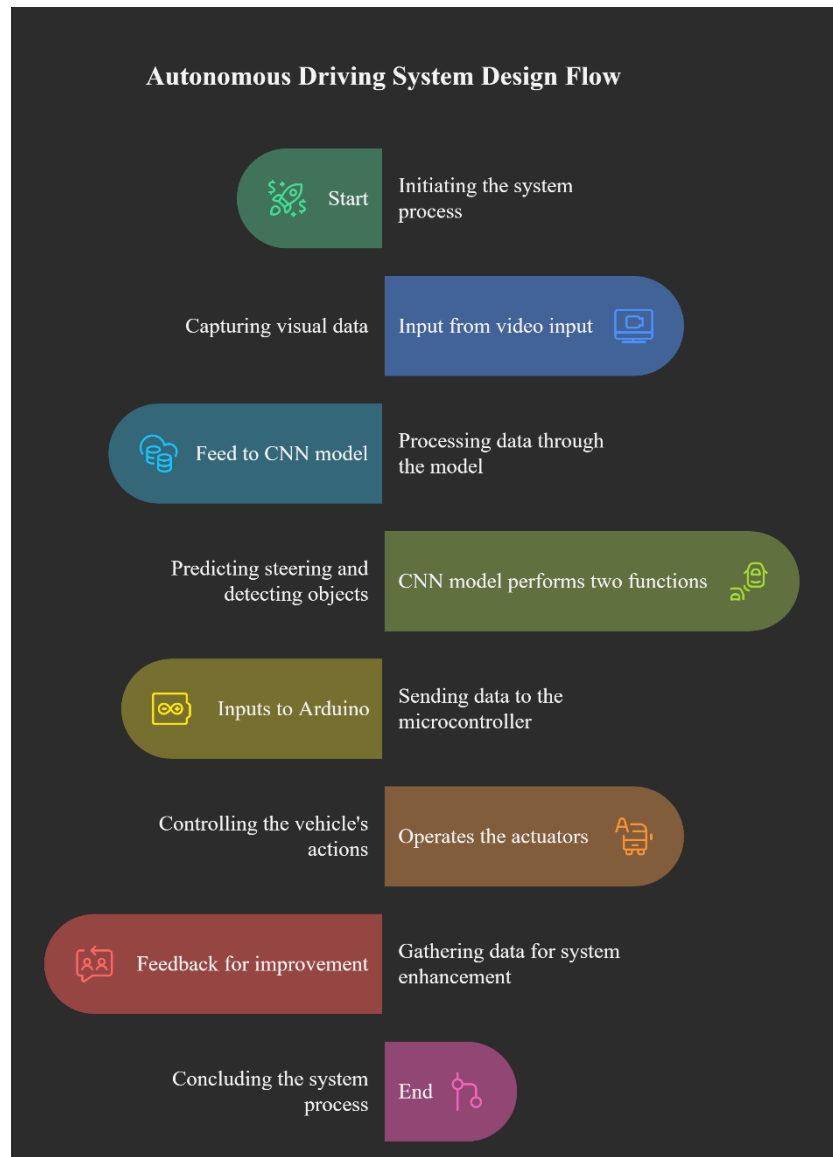 Autonomous Driving System Design Flow
Start
Initiating the system
process
Capturing visual data
Input from video input
Feed to CNN model
Processing data through
the model
Predicting steering and
detecting objects
CNN model performs two functions
Inputs to Arduino
Sending data to the
microcontroller
Controlling the vehicle's
actions
Operates the actuators
Feedback for improvement
Gathering data for system
enhancement
Concluding the system
process
End